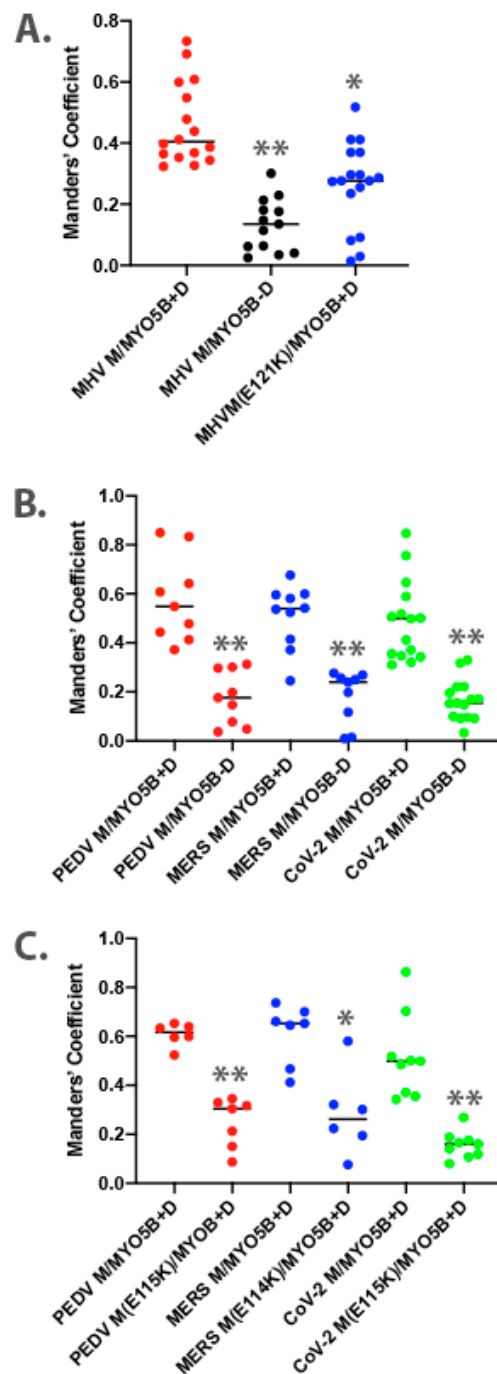 A.
Manders' Coefficient
0.8
0.6
0.4
0.2
0.0
**
*
MHV M/MYO5B+D
MHV M/MYO5B-D
MHVM(E121K)/MYO5B+D
B.
Manders' Coefficient
1.0
0.8
0.6
0.4
0.2
0.0
**
**
**
PEDV M/MYO5B+D
PEDV M/MYO5B-D
MERS M/MYO5B+D
MERS M/MYO5B-D
CoV-2 M/MYO5B+D
CoV-2 M/MYO5B-D
C.
Manders' Coefficient
1.0
0.8
0.6
0.4
0.2
0.0
**
*
**
PEDV M/MYO5B+D
PEDV M(E115K)/MYOB+D
MERS M/MYO5B+D
MERS M(E114K)/MYO5B+D
CoV-2 M/MYO5B+D
CoV-2 M(E115K)/MYO5B+D